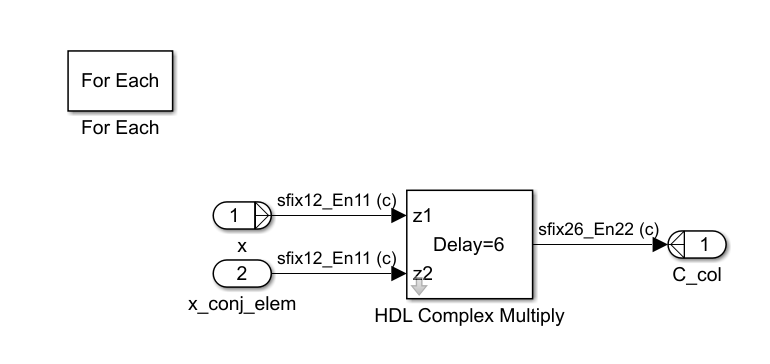 For Each
For Each
sfix12_En11 (c)
1
z1
x
sfix12_En11 (c)
2
z2
x_conj_elem
Delay=6
HDL Complex Multiply
sfix26_En22 (c)
1
C_col